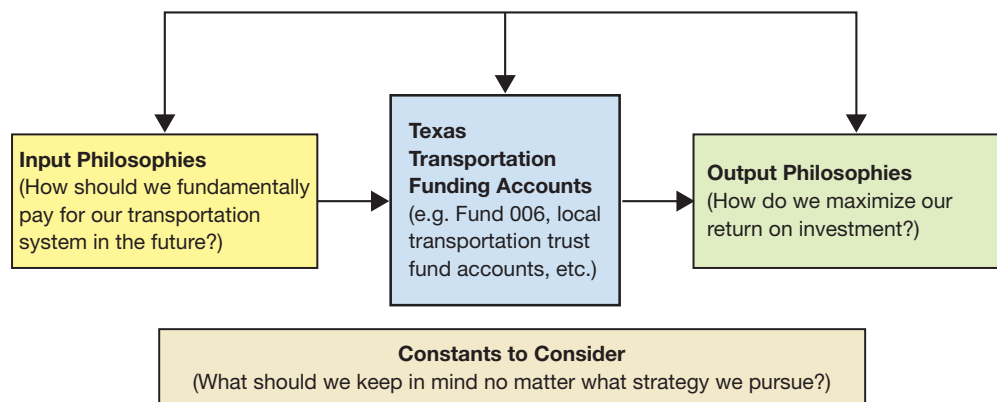 Input Philosophies
(How should we fundamentally
pay for our transportation
system in the future?)
Texas
Transportation
Funding Accounts
(e.g. Fund 006, local
transportation trust
fund accounts, etc.)
Output Philosophies
(How do we maximize our
return on investment?)
Constants to Consider
(What should we keep in mind no matter what strategy we pursue?)